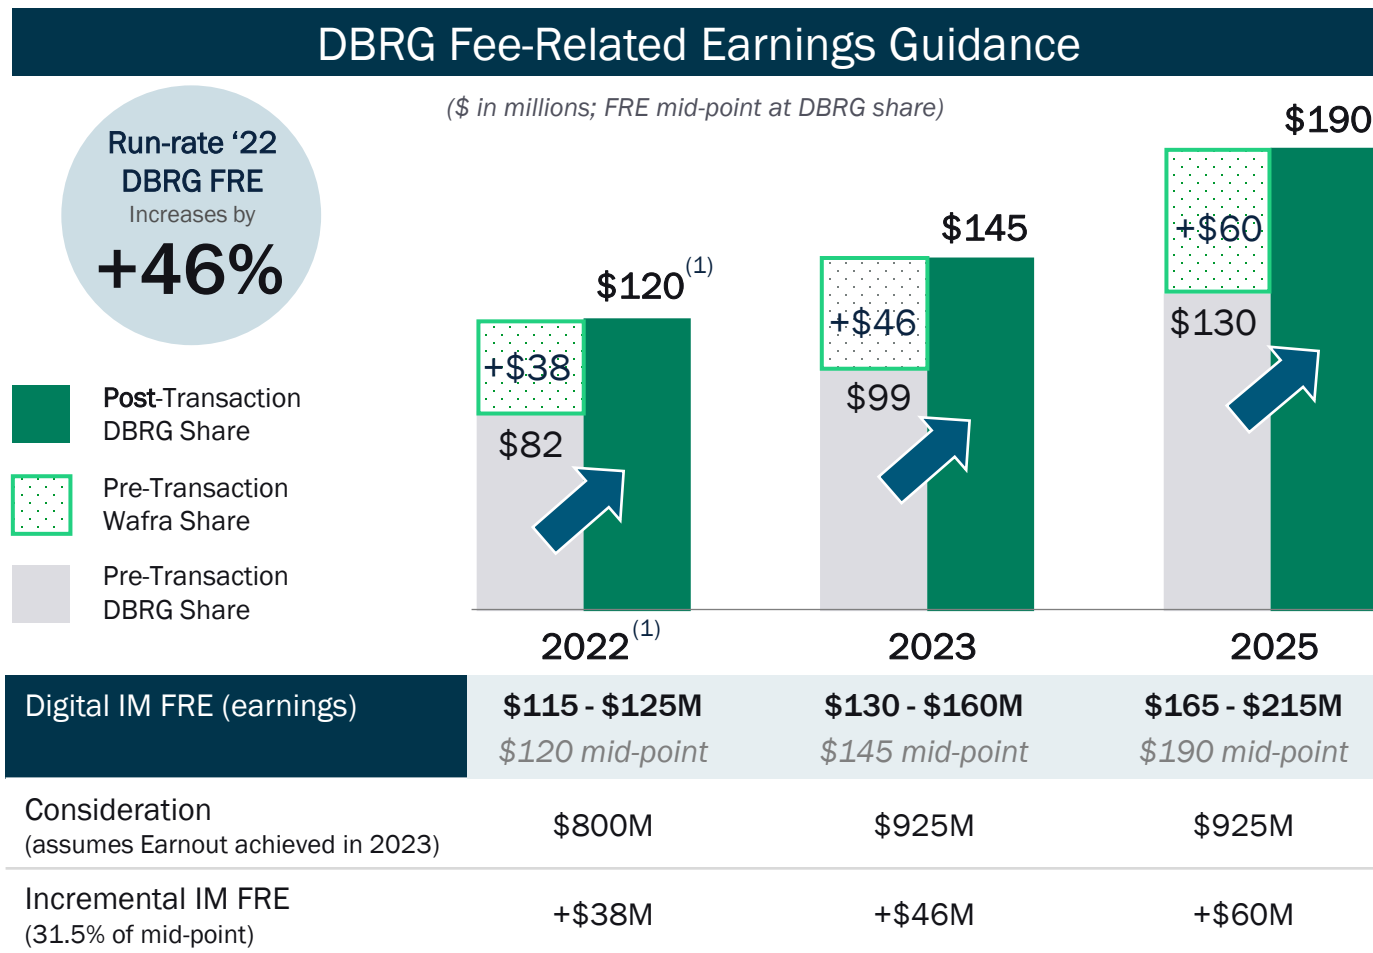 DBRG Fee-Related Earnings Guidance
($ in millions; FRE mid-point at DBRG share)
Run-rate ‘22
DBRG FRE
Increases by
+46%
Post-Transaction
DBRG Share
Pre-Transaction
Wafra Share
Pre-Transaction
DBRG Share
$120(1)
+$38
$82
$145
+$46
$99
$190
+$60
$130
2022(1)
2023
2025
Digital IM FRE (earnings)
$115 - $125M
$130 - $160M
$165 - $215M
$120 mid-point
$145 mid-point
$190 mid-point
Consideration
(assumes Earnout achieved in 2023)
$800M
$925M
$925M
Incremental IM FRE
(31.5% of mid-point)
+$38M
+$46M
+$60M